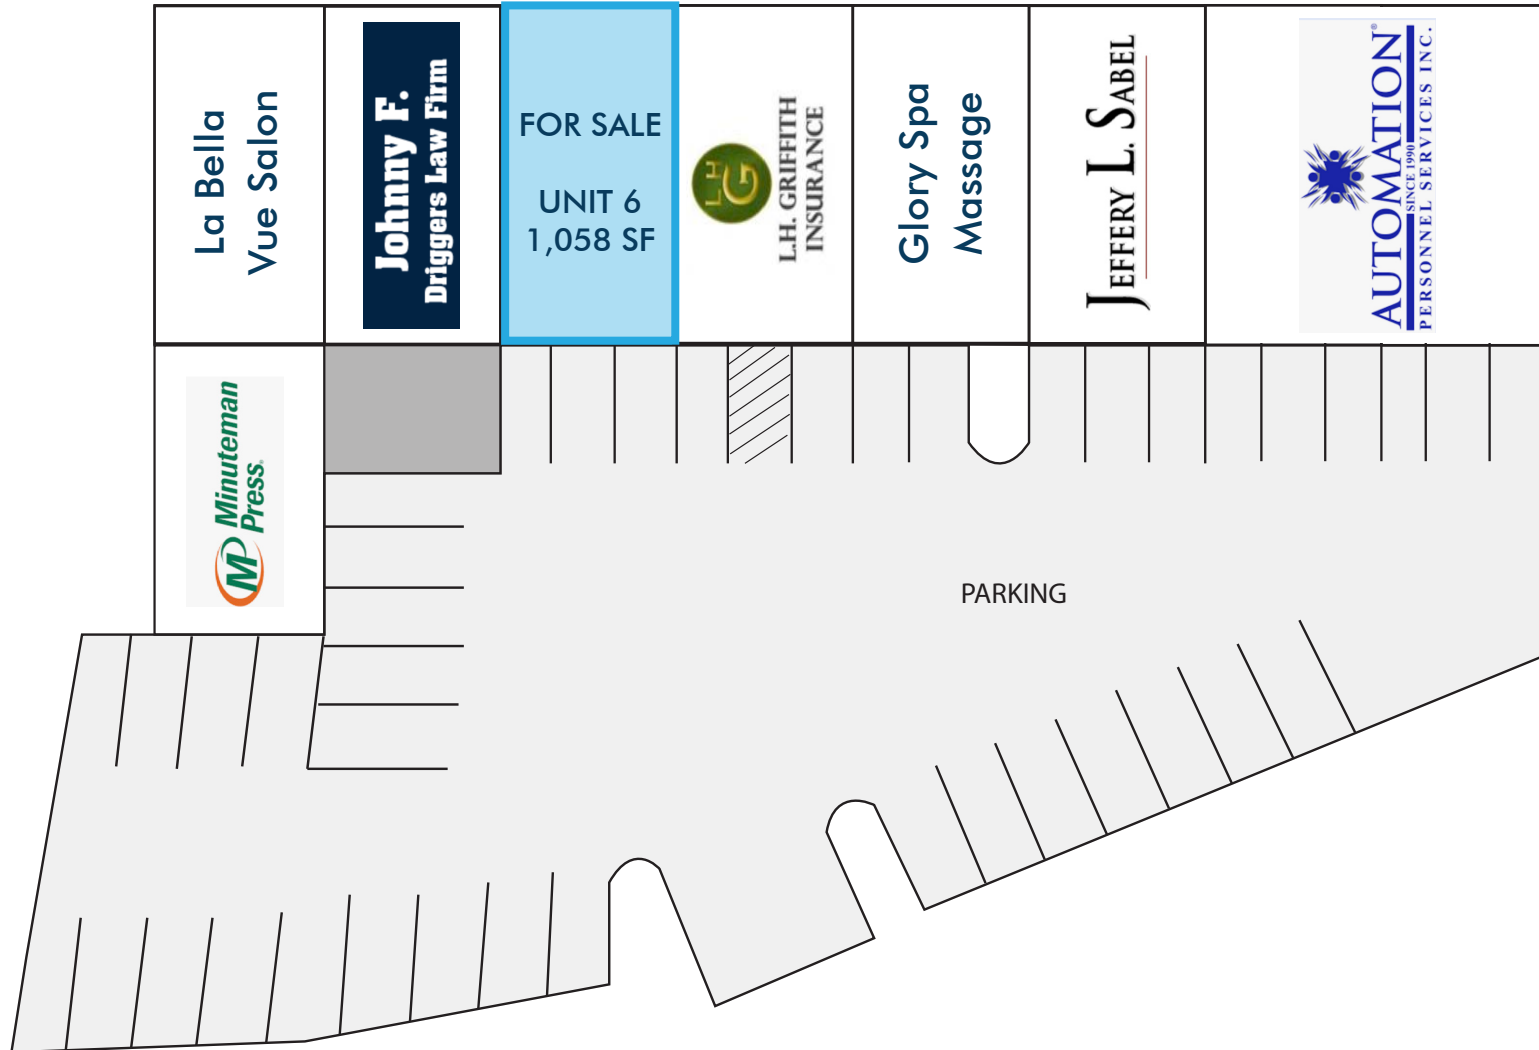 La Bella
Vue Salon
Johnny F.
Driggers Law Firm
FOR SALE
UNIT 6
1,058 SF
LH
G
L.H. GRIFFITH
INSURANCE
Glory Spa
Massage
JEFFERY L. SABEL
AUTOMATION®
SINCE 1990
PERSONNEL SERVICES INC.
MP
Minuteman
Press.
PARKING